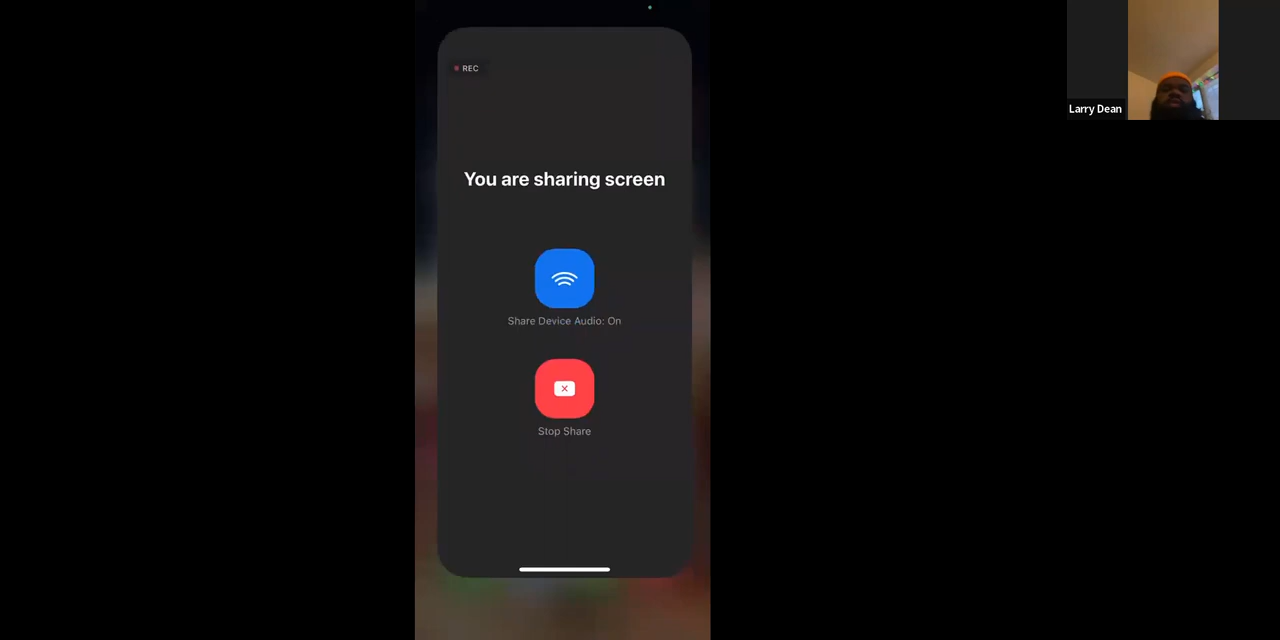 REC
Larry Dean
You are sharing screen
Share Device Audio: On
Stop Share